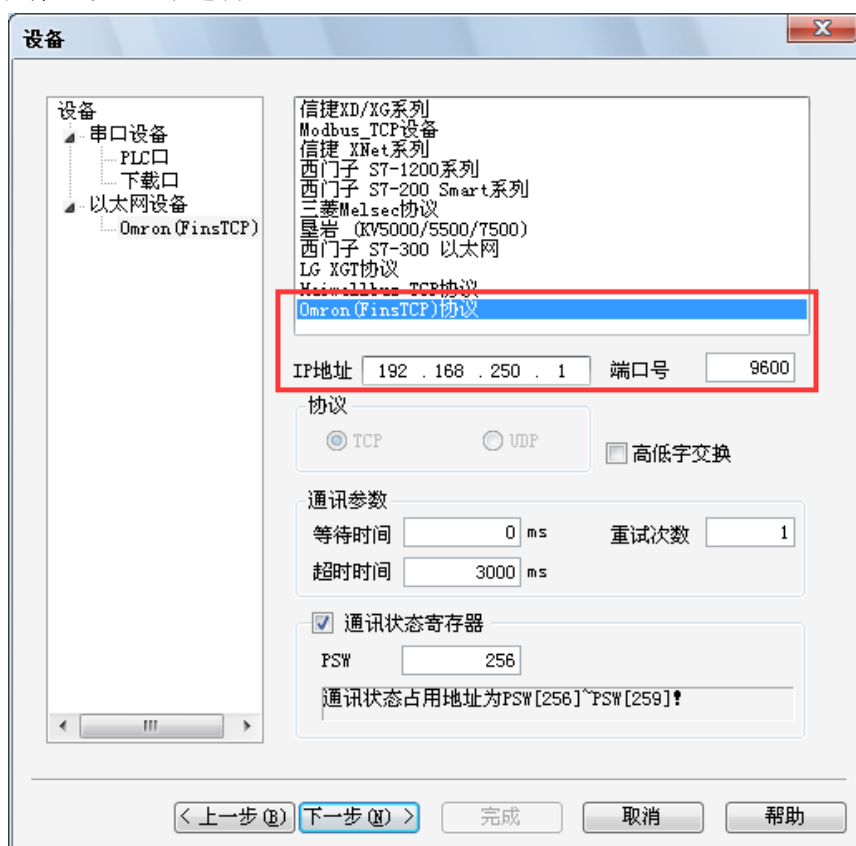 设备
设备
串口设备
PLC口
下载口
以太网设备
Omron(FinsTCP)
信捷XD/XG系列
Modbus_TCP设备
信捷 XNet系列
西门子 S7-1200系列
西门子 S7-200 Smart系列
三菱Melsec协议
垦岩 (KV5000/5500/7500)
西门子 S7-300 以太网
LG XGT协议
Haiwellbus TCP协议
Omron(FinsTCP)协议
IP地址 192 . 168 . 250 . 1 端口号 9600
协议
TCP UDP
高低字交换
通讯参数
等待时间 0 ms 重试次数 1
超时时间 3000 ms
通讯状态寄存器
PSW 256
通讯状态占用地址为PSW[256]~PSW[259]!
< 上一步(B) 下一步(N) > 完成 取消 帮助